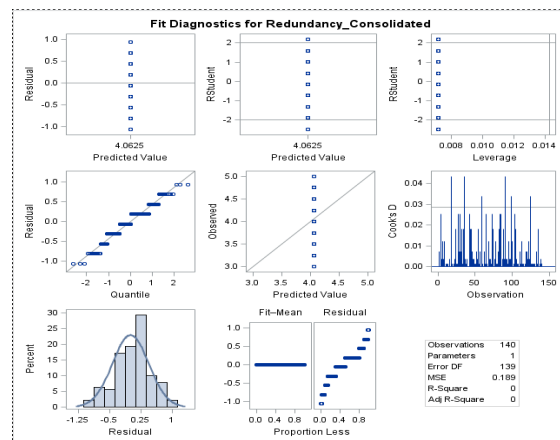 Fit Diagnostics for Redundancy_Consolidated
1.0
0.5
0.0
-0.5
-1.0
Residual
4.0625
Predicted Value
2
1
0
-1
-2
RStudent
4.0625
Predicted Value
2
1
0
-1
-2
RStudent
0.008 0.010 0.012 0.014
Leverage
1.0
0.5
0.0
-0.5
-1.0
Residual
-2 -1 0 1 2
Quantile
5.0
4.5
4.0
3.5
3.0
Observed
3.0 3.5 4.0 4.5 5.0
Predicted Value
0.04
0.03
0.02
0.01
0.00
Cook's D
0 50 100 150
Observation
30
25
20
15
10
5
0
Percent
-1.25 -0.5 0.25 1
Residual
Fit–Mean Residual
1.0
0.5
0.0
-0.5
-1.0
0.0 0.4 0.8 0.0 0.4 0.8
Proportion Less
Observations 140
Parameters 1
Error DF 139
MSE 0.189
R-Square 0
Adj R-Square 0